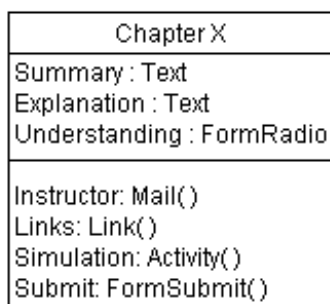 Chapter X
Summary : Text
Explanation : Text
Understanding : FormRadio
Instructor: Mail()
Links: Link()
Simulation: Activity()
Submit: FormSubmit()